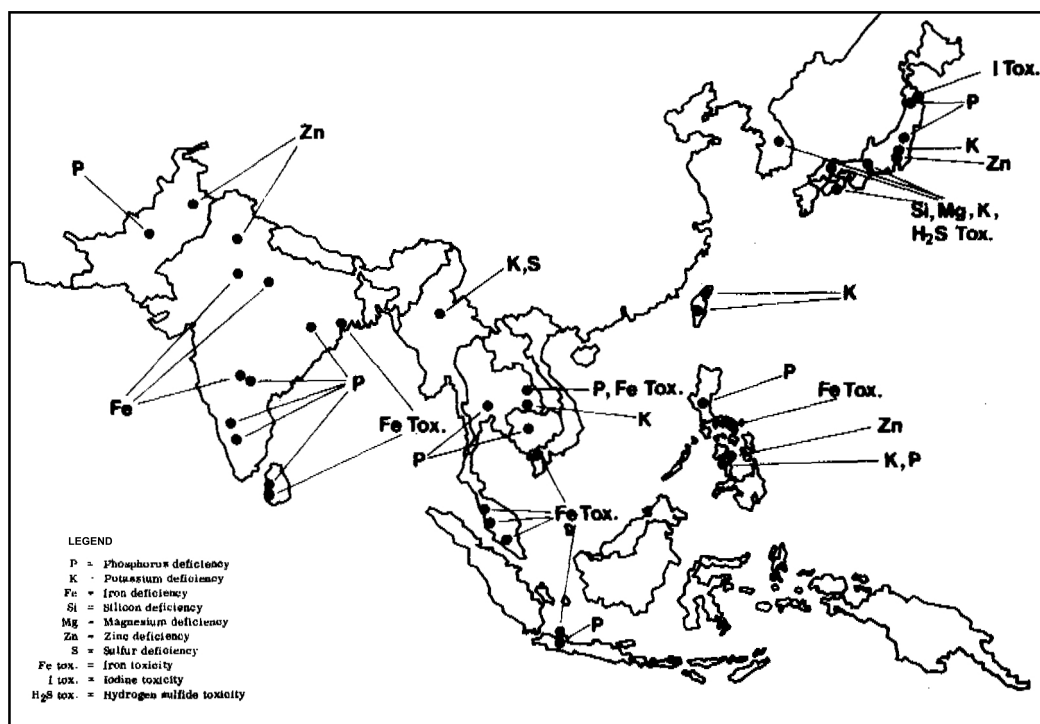 I Tox.
P
K
Zn
Si, Mg, K,
H₂S Tox.
Zn
P
K,S
K
P, Fe Tox.
K
P
Fe Tox.
Zn
K, P
Fe
P
Fe Tox.
P
Fe Tox.
P
LEGEND
P = Phosphorus deficiency
K - Potassium deficiency
Fe = Iron deficiency
Si = Silicon deficiency
Mg = Magnesium deficiency
Zn = Zinc deficiency
S = Sulfur deficiency
Fe tox. = Iron toxicity
I tox. = Iodine toxicity
H₂S tox. = Hydrogen sulfide toxicity